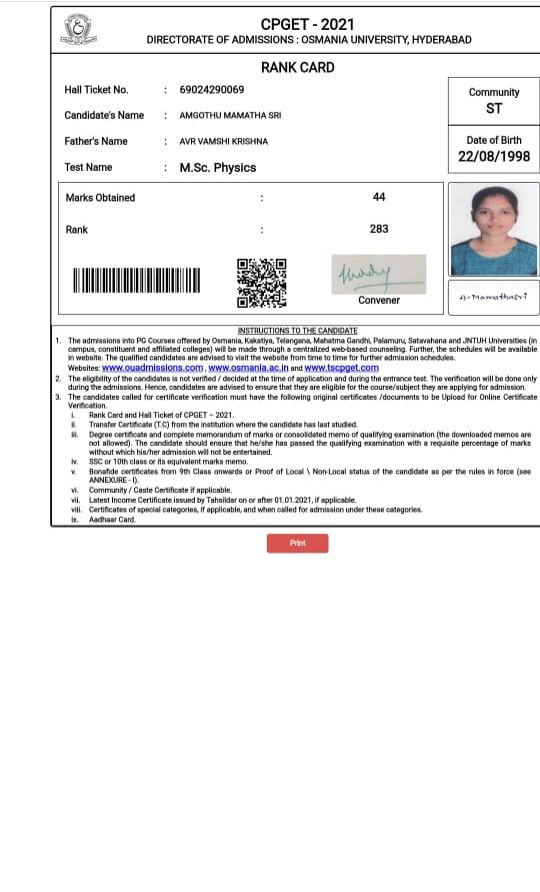 CPGET - 2021
DIRECTORATE OF ADMISSIONS : OSMANIA UNIVERSITY, HYDERABAD
RANK CARD
Hall Ticket No. : 69024290069
Candidate's Name : AMGOTHU MAMATHA SRI
Father's Name : AVR VAMSHI KRISHNA
Test Name : M.Sc. Physics
Community
ST
Date of Birth
22/08/1998
Marks Obtained : 44
Rank : 283
Convener
A. Mamathasri
INSTRUCTIONS TO THE CANDIDATE
1. The admissions into PG Courses offered by Osmania, Kakatiya, Telangana, Mahatma Gandhi, Palamuru, Satavahana and JNTUH Universities (in
campus, constituent and affiliated colleges) will be made through a centralized web-based counseling. Further, the schedules will be available
in website. The qualified candidates are advised to visit the website from time to time for further admission schedules.
Websites: www.ouadmissions.com, www.osmania.ac.in and www.tscpget.com
2. The eligibility of the candidates is not verified / decided at the time of application and during the entrance test. The verification will be done only
during the admissions. Hence, candidates are advised to ensure that they are eligible for the course/subject they are applying for admission.
3. The candidates called for certificate verification must have the following original certificates /documents to be Upload for Online Certificate
Verification.
i. Rank Card and Hall Ticket of CPGET – 2021.
ii. Transfer Certificate (T.C) from the institution where the candidate has last studied.
iii. Degree certificate and complete memorandum of marks or consolidated memo of qualifying examination (the downloaded memos are
not allowed). The candidate should ensure that he/she has passed the qualifying examination with a requisite percentage of marks
without which his/her admission will not be entertained.
iv. SSC or 10th class or its equivalent marks memo.
v. Bonafide certificates from 9th Class onwards or Proof of Local \ Non-Local status of the candidate as per the rules in force (see
ANNEXURE - I).
vi. Community / Caste Certificate if applicable.
vii. Latest Income Certificate issued by Tahsildar on or after 01.01.2021, if applicable.
viii. Certificates of special categories, if applicable, and when called for admission under these categories.
ix. Aadhaar Card.
Print